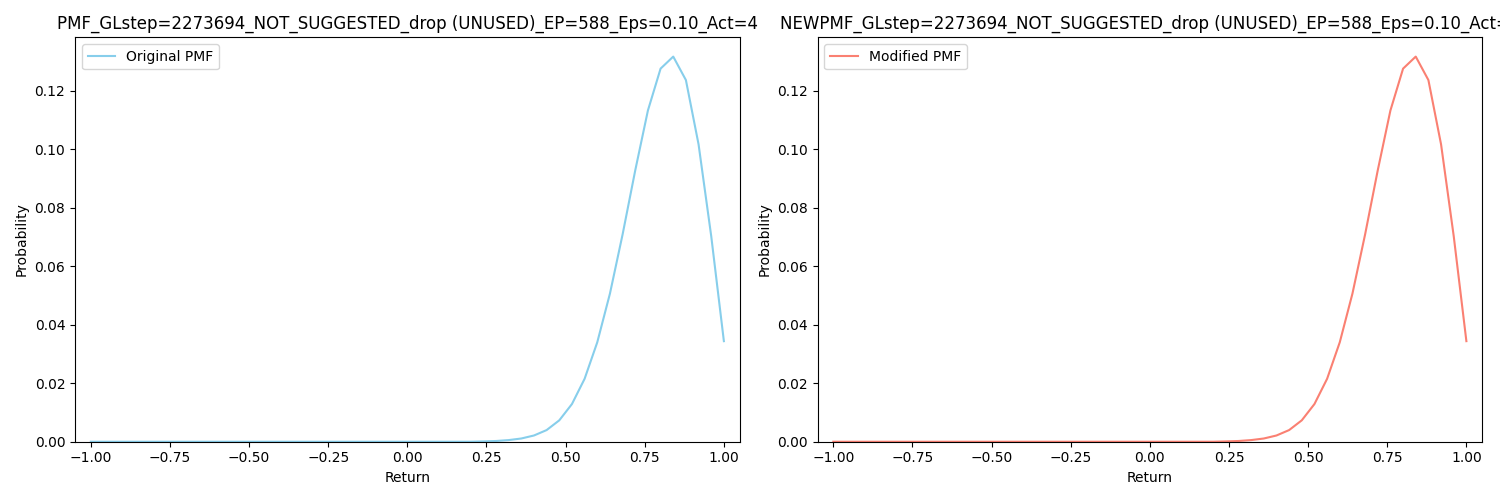 PMF_GLstep=2273694_NOT_SUGGESTED_drop (UNUSED)_EP=588_Eps=0.10_Act=4
Original PMF
0.12
0.10
0.08
0.06
0.04
0.02
0.00
Probability
−1.00 −0.75 −0.50 −0.25 0.00 0.25 0.50 0.75 1.00
Return
NEWPMF_GLstep=2273694_NOT_SUGGESTED_drop (UNUSED)_EP=588_Eps=0.10_Act=
Modified PMF
0.12
0.10
0.08
0.06
0.04
0.02
0.00
Probability
−1.00 −0.75 −0.50 −0.25 0.00 0.25 0.50 0.75 1.00
Return